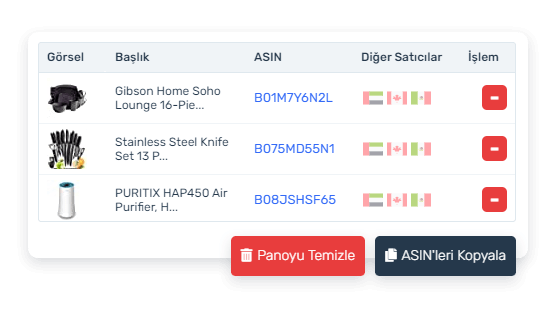 Görsel Başlık ASIN Diğer Satıcılar İşlem
Gibson Home Soho
Lounge 16-Pie...
B01M7Y6N2L
Stainless Steel Knife
Set 13 P...
B075MD55N1
PURITIX HAP450 Air
Purifier, H...
B08JSHSF65
Panoyu Temizle ASIN'leri Kopyala